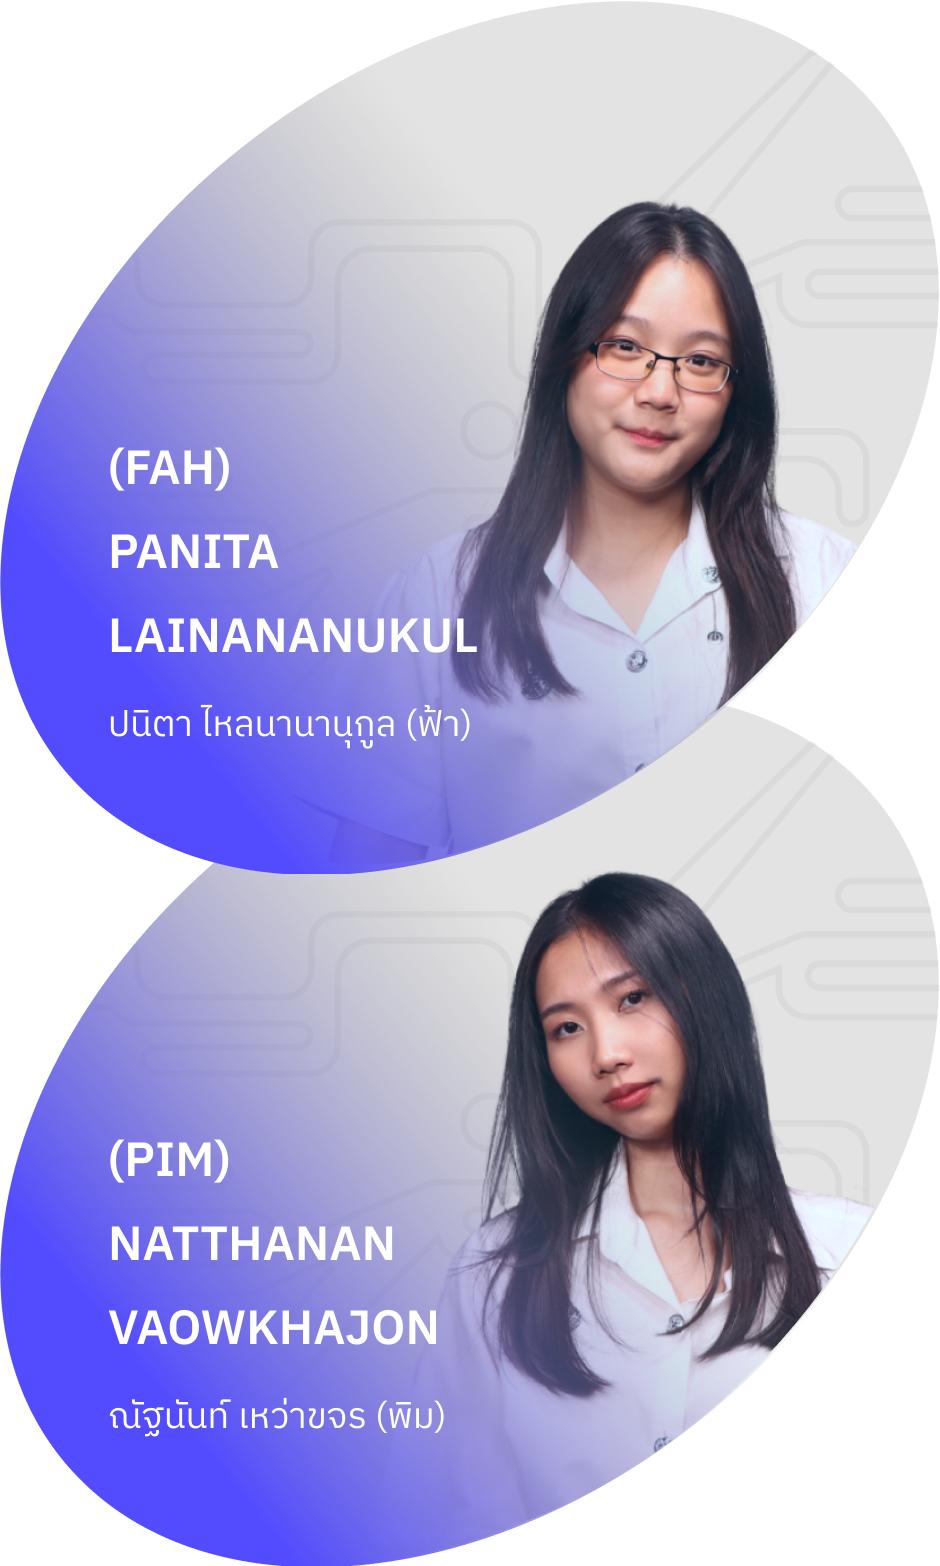 (FAH)
PANITA
LAINANANUKUL
ปนิตา ไหลนานานุกูล (ฟ้า)
(PIM)
NATTHANAN
VAOWKHAJON
ณัฐนันท์ เหว่าขจร (พิม)